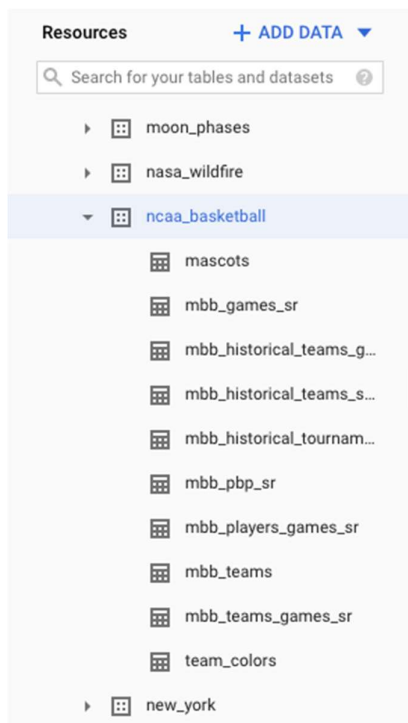 Resources + ADD DATA
Search for your tables and datasets ?
moon_phases
nasa_wildfire
ncaa_basketball
mascots
mbb_games_sr
mbb_historical_teams_g...
mbb_historical_teams_s...
mbb_historical_tournam...
mbb_pbp_sr
mbb_players_games_sr
mbb_teams
mbb_teams_games_sr
team_colors
new_york